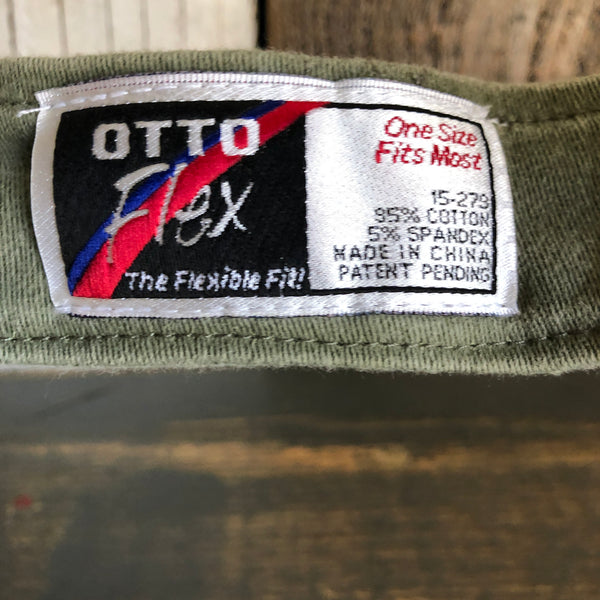 OTTO
Flex
The Flexible Fit!
One Size
Fits Most
15-279
95% COTTON
5% SPANDEX
MADE IN CHINA
PATENT PENDING